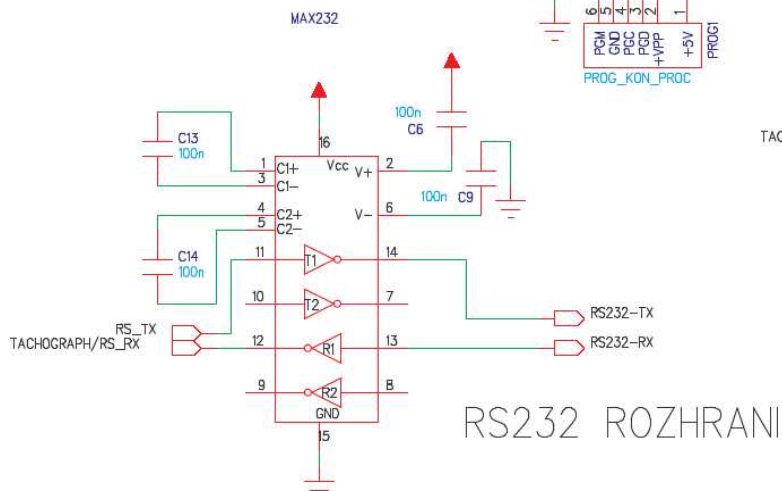 MAX232
6
5
4
3
2
1
PGM
GND
PGC
PGD
+VPP
+5V
PROG1
PROG_KON_PROC
TAC
100n
C6
C13
100n
16
Vcc
1
C1+
2
V+
3
C1-
100n
C9
4
C2+
6
V-
5
C2-
C14
100n
11
T1
14
10
T2
7
RS232-TX
RS_TX
TACHOGRAPH/RS_RX
12
R1
13
RS232-RX
9
R2
8
GND
15
RS232 ROZHRANI